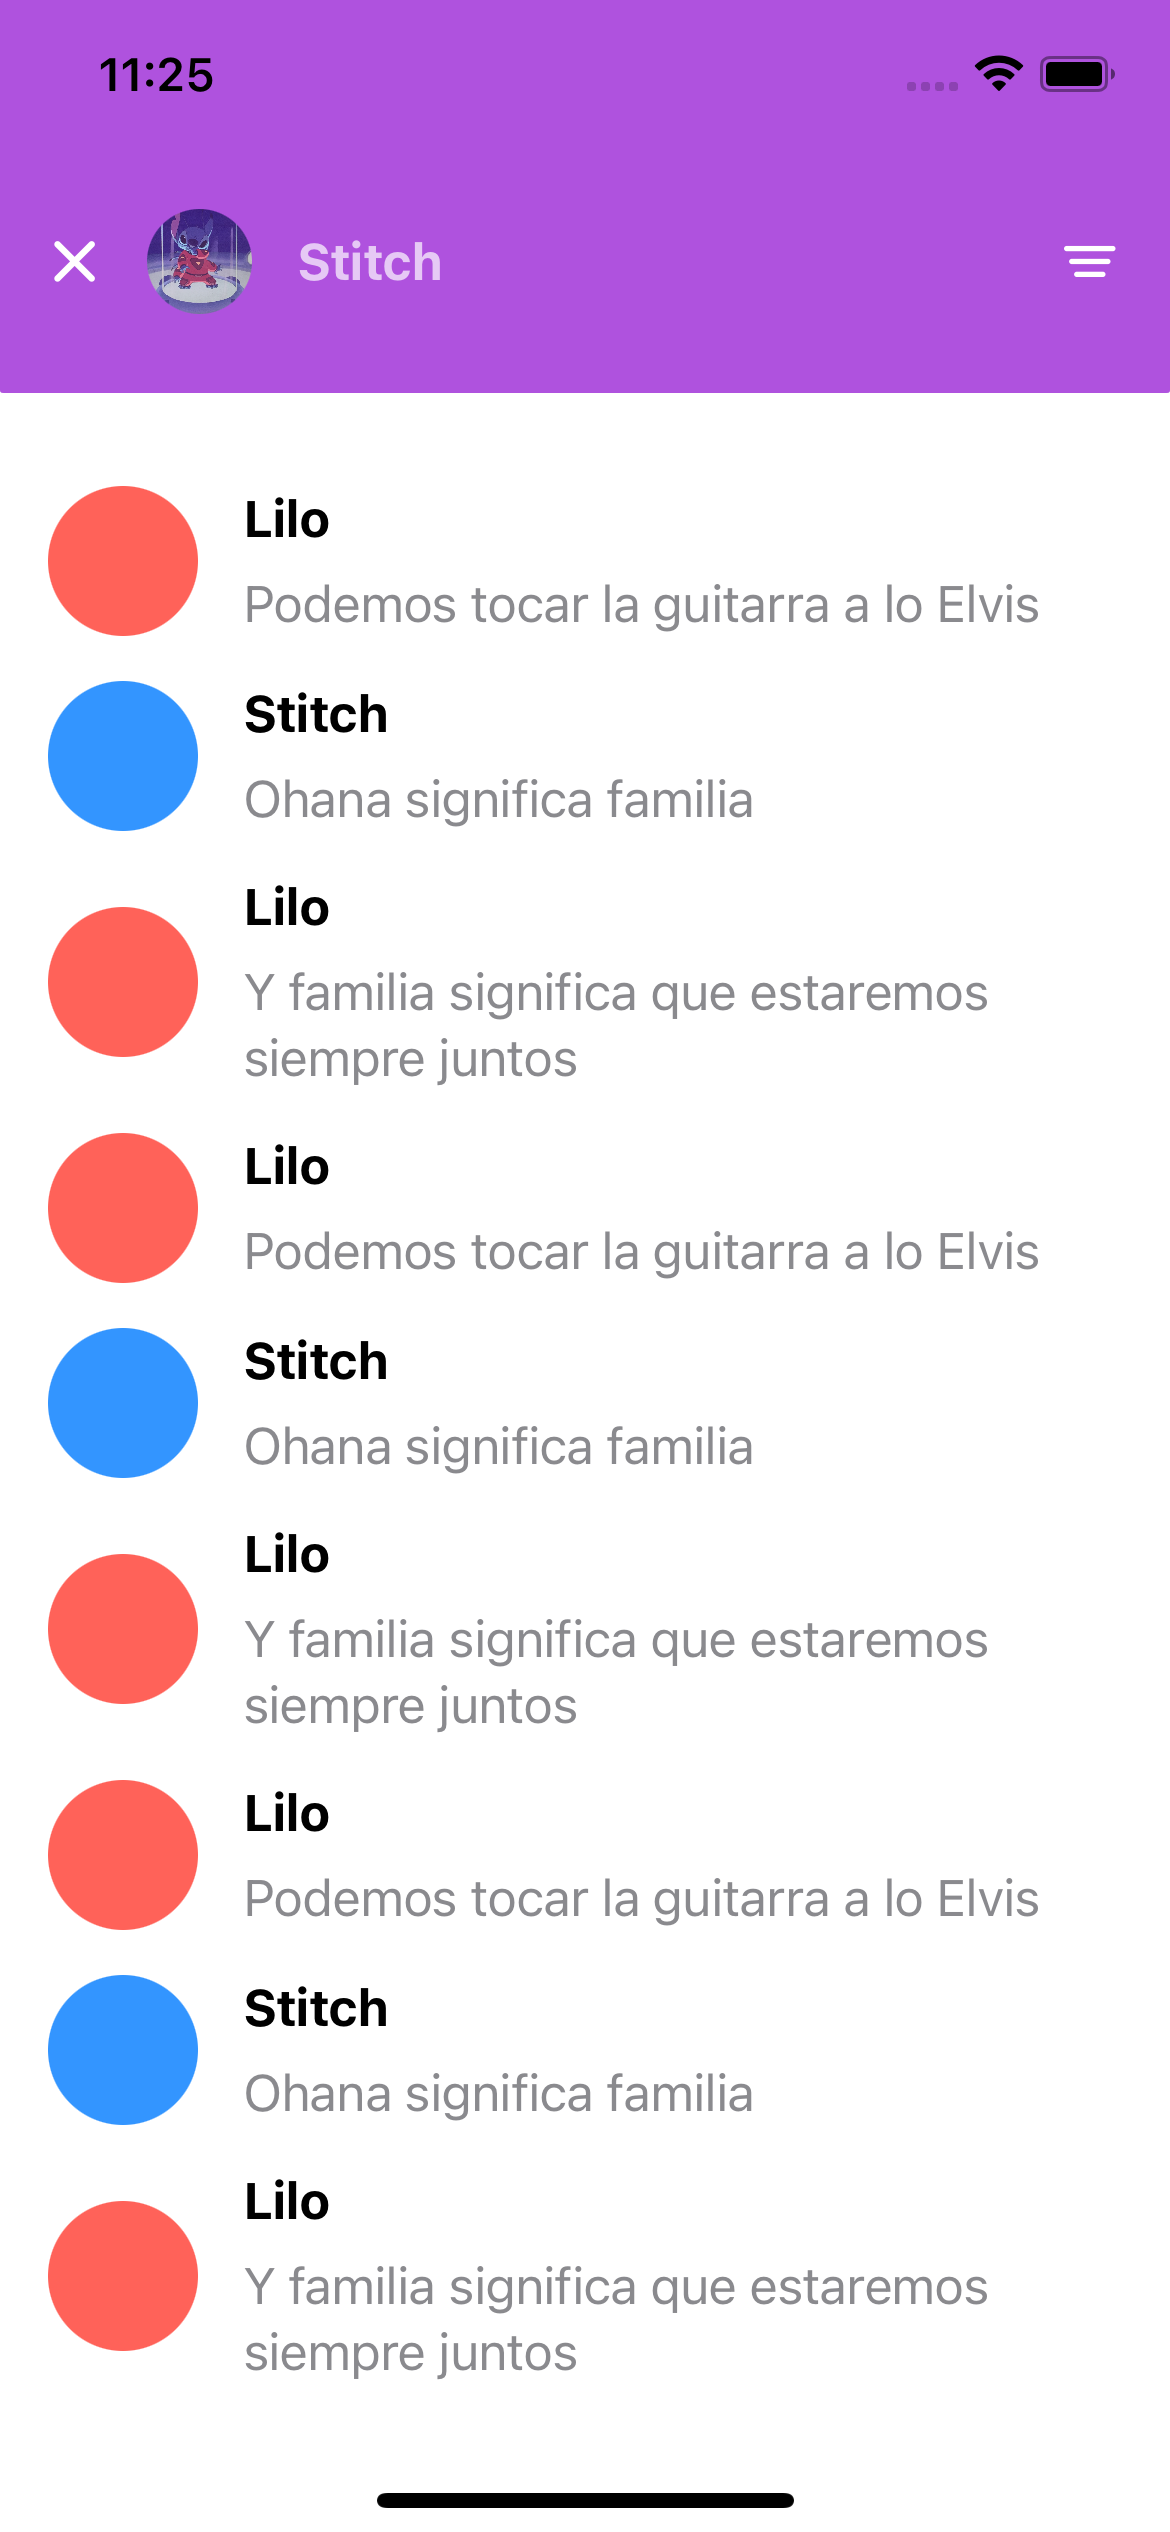 11:25
Stitch
Lilo
Podemos tocar la guitarra a lo Elvis
Stitch
Ohana significa familia
Lilo
Y familia significa que estaremos
siempre juntos
Lilo
Podemos tocar la guitarra a lo Elvis
Stitch
Ohana significa familia
Lilo
Y familia significa que estaremos
siempre juntos
Lilo
Podemos tocar la guitarra a lo Elvis
Stitch
Ohana significa familia
Lilo
Y familia significa que estaremos
siempre juntos